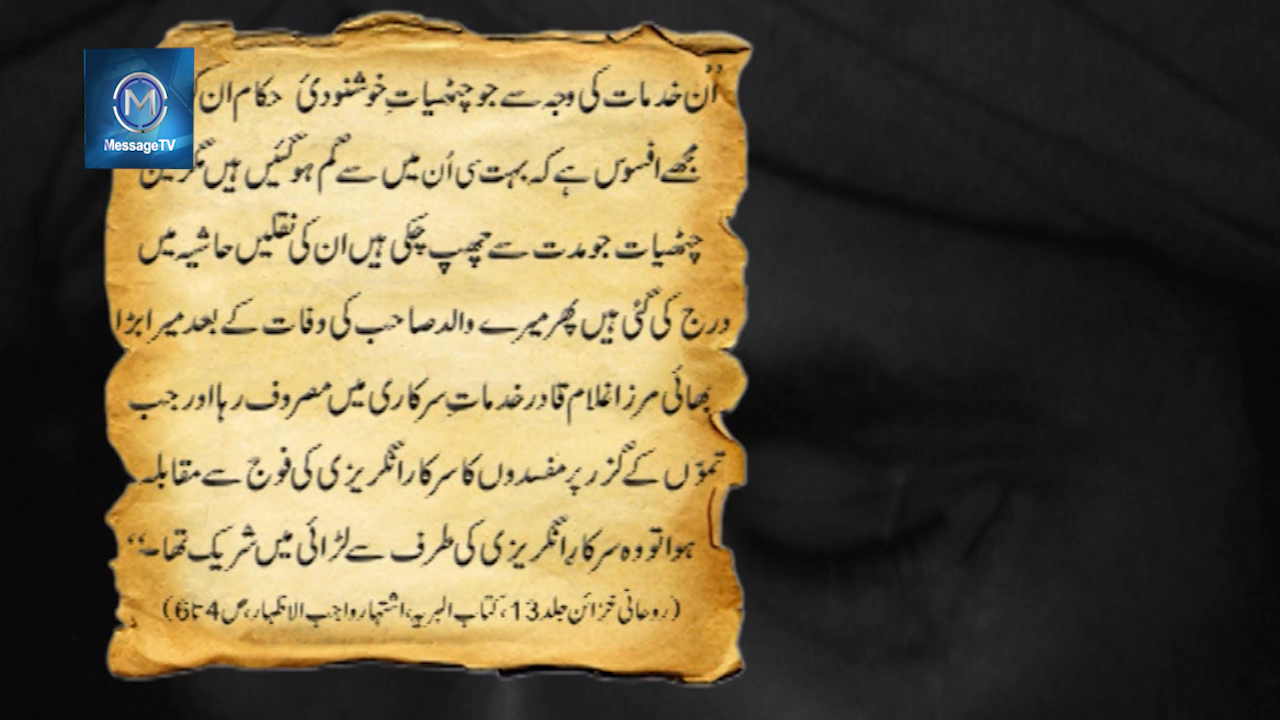 MessageTV
”اُن خدمات کی وجہ سے جو چٹھیاتِ خوشنودیٔ حکام ان
مجھے افسوس ہے کہ بہت سی اُن میں سے گم ہوگئیں ہیں مگر تین
چٹھیات جو مدت سے چھپ چکی ہیں ان کی نقلیں حاشیہ میں
درج کی گئی ہیں پھر میرے والد صاحب کی وفات کے بعد میرا بڑا
بھائی مرزا غلام قادر خدماتِ سرکاری میں مصروف رہا اور جب
تموّں کے گزر پر مفسدوں کا سرکار انگریزی کی فوج سے مقابلہ
ہوا تو وہ سرکارِ انگریزی کی طرف سے لڑائی میں شریک تھا۔“
(روحانی خزائن جلد 13، کتاب البریہ، اشتہار واجب الاظہار، ص 4 تا 6)